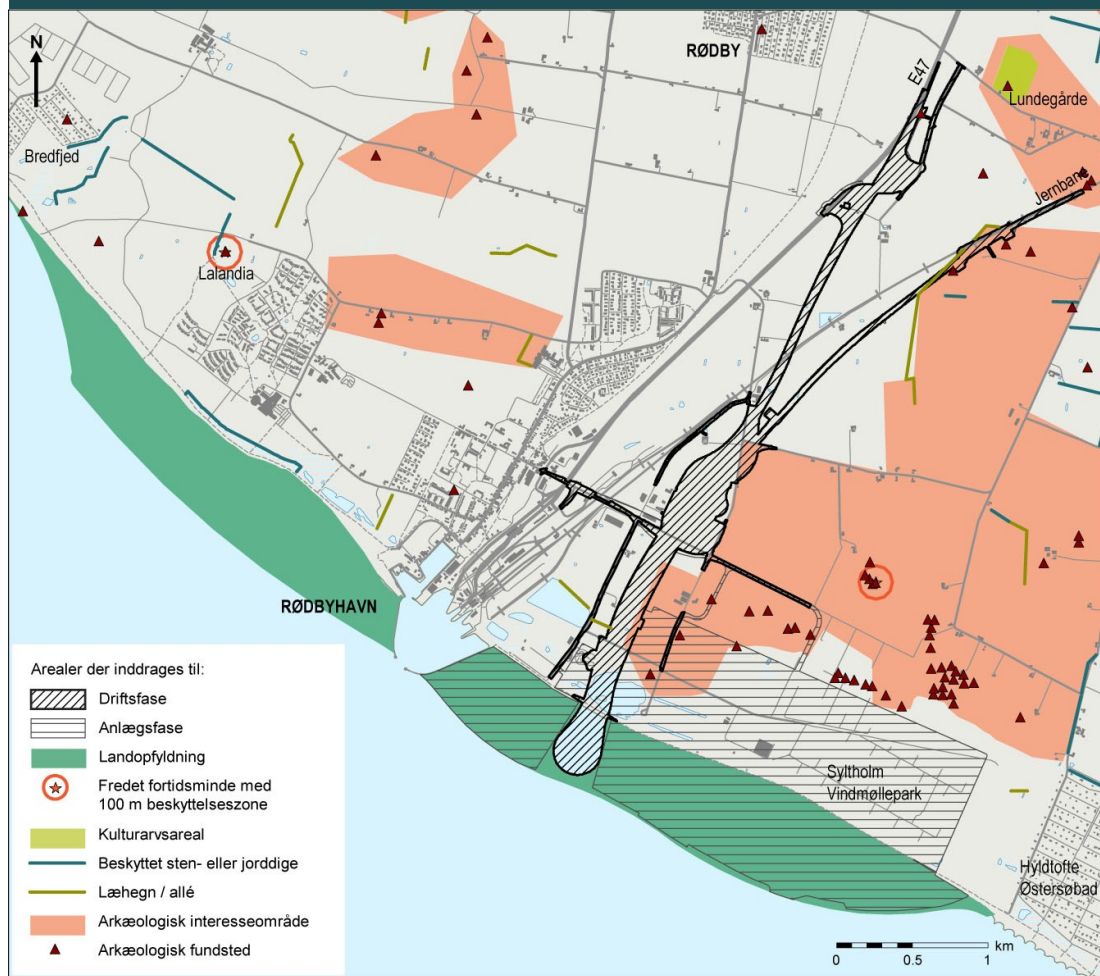 N
RØDBY
E47
Lundegårde
Bredfjed
Jernbane
Lalandia
RØDBYHAVN
Arealer der inddrages til:
Driftsfase
Anlægsfase
Landopfyldning
Fredet fortidsminde med
100 m beskyttelseszone
Kulturarvsareal
Beskyttet sten- eller jorddige
Læhegn / allé
Arkæologisk interesseområde
Arkæologisk fundsted
Syltholm
Vindmøllepark
Hyldtofte
Østersøbad
km
0 0.5 1